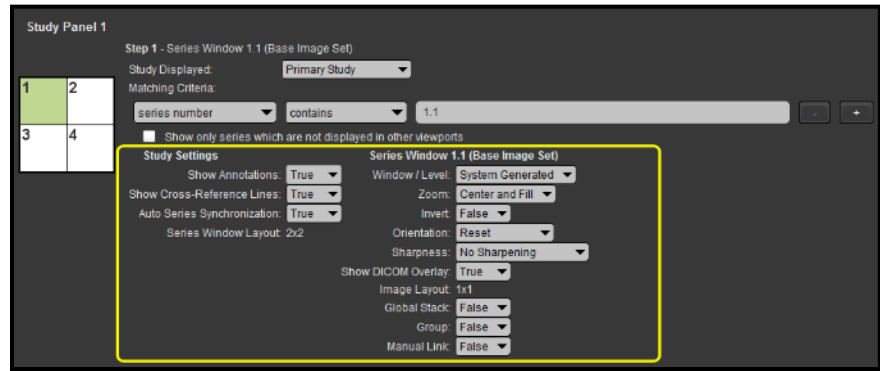 Study Panel 1
Step 1 - Series Window 1.1 (Base Image Set)
Study Displayed: Primary Study
1 2
Matching Criteria:
series number contains 1.1 - +
3 4
Show only series which are not displayed in other viewports
Study Settings Series Window 1.1 (Base Image Set)
Show Annotations: True Window / Level: System Generated
Show Cross-Reference Lines: True Zoom: Center and Fill
Auto Series Synchronization: True Invert: False
Series Window Layout: 2x2 Orientation: Reset
Sharpness: No Sharpening
Show DICOM Overlay: True
Image Layout: 1x1
Global Stack: False
Group: False
Manual Link: False